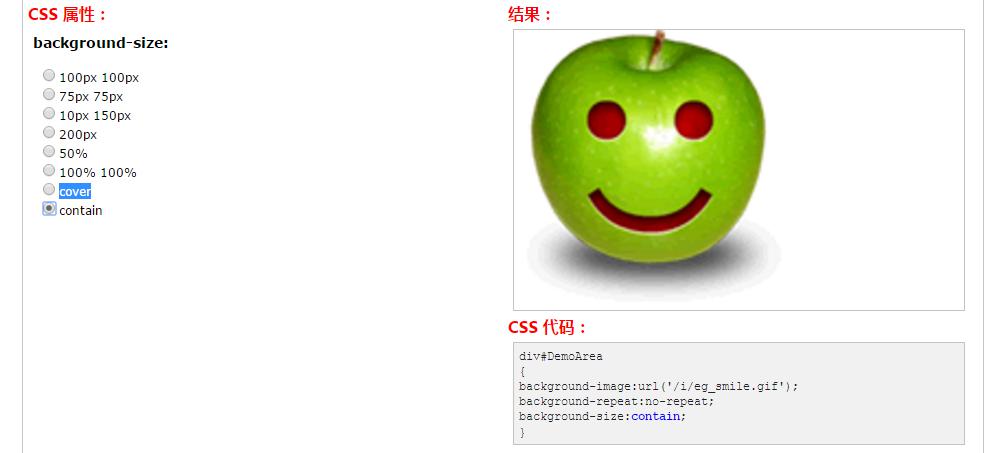 CSS 属性：
background-size:
100px 100px
75px 75px
10px 150px
200px
50%
100% 100%
cover
contain
结果：
CSS 代码：
div#DemoArea
{
background-image:url('/i/eg_smile.gif');
background-repeat:no-repeat;
background-size:contain;
}